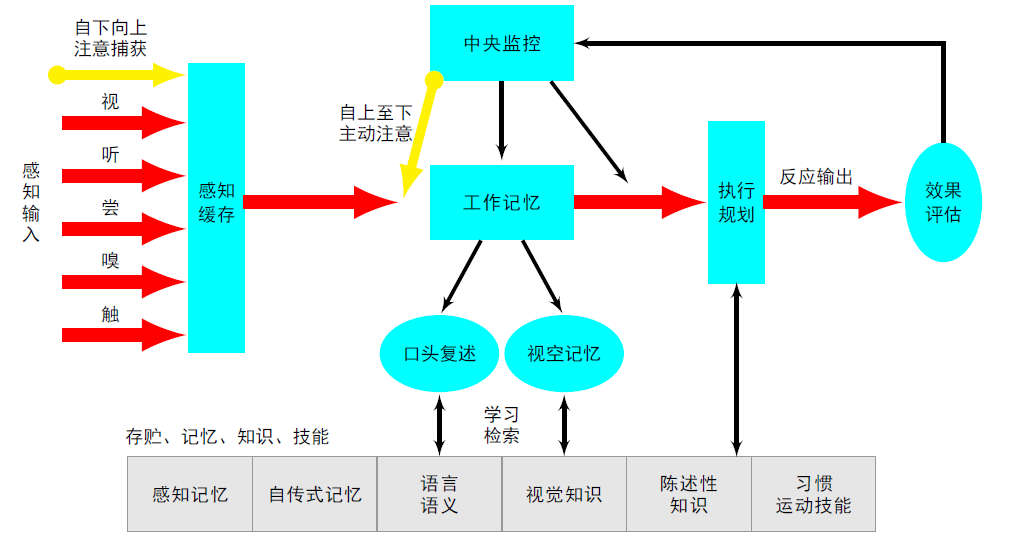 自下向上
注意捕获
视
听
尝
嗅
触
感
知
输
入
感知
缓存
中央监控
自上至下
主动注意
工作记忆
执行
规划
反应输出
效果
评估
口头复述
视空记忆
学习
检索
存贮、记忆、知识、技能
感知记忆
自传式记忆
语言
语义
视觉知识
陈述性
知识
习惯
运动技能